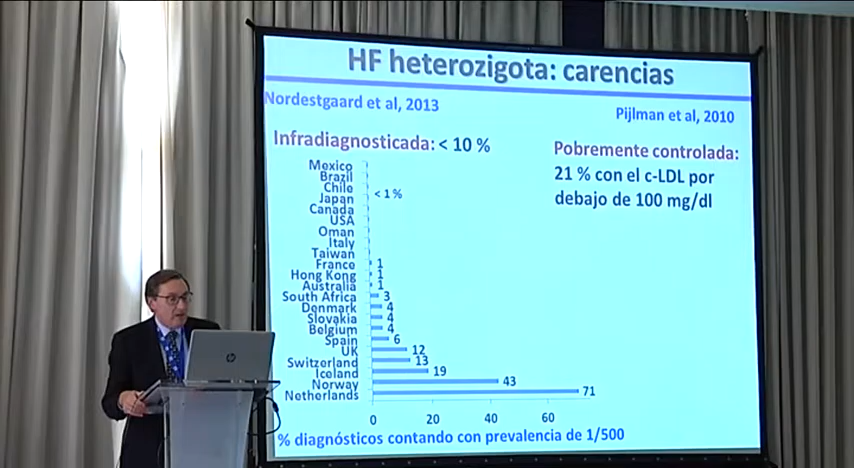 HF heterozigota: carencias
Nordestgaard et al, 2013
Pijlman et al, 2010
Infradiagnosticada: < 10 %
Pobremente controlada:
21 % con el c-LDL por
debajo de 100 mg/dl
Mexico
Brazil
Chile
< 1 %
Japan
Canada
USA
Oman
Italy
Taiwan
France 1
Hong Kong 1
Australia 1
South Africa 3
Denmark 4
Slovakia 4
Belgium 4
Spain 6
UK 12
Switzerland 13
Iceland 19
Norway 43
Netherlands 71
0 20 40 60
% diagnósticos contando con prevalencia de 1/500
hp